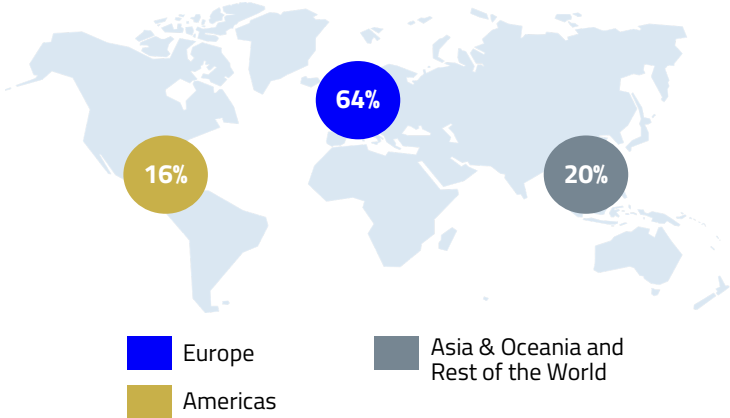 64%
16%
20%
Europe
Americas
Asia & Oceania and
Rest of the World